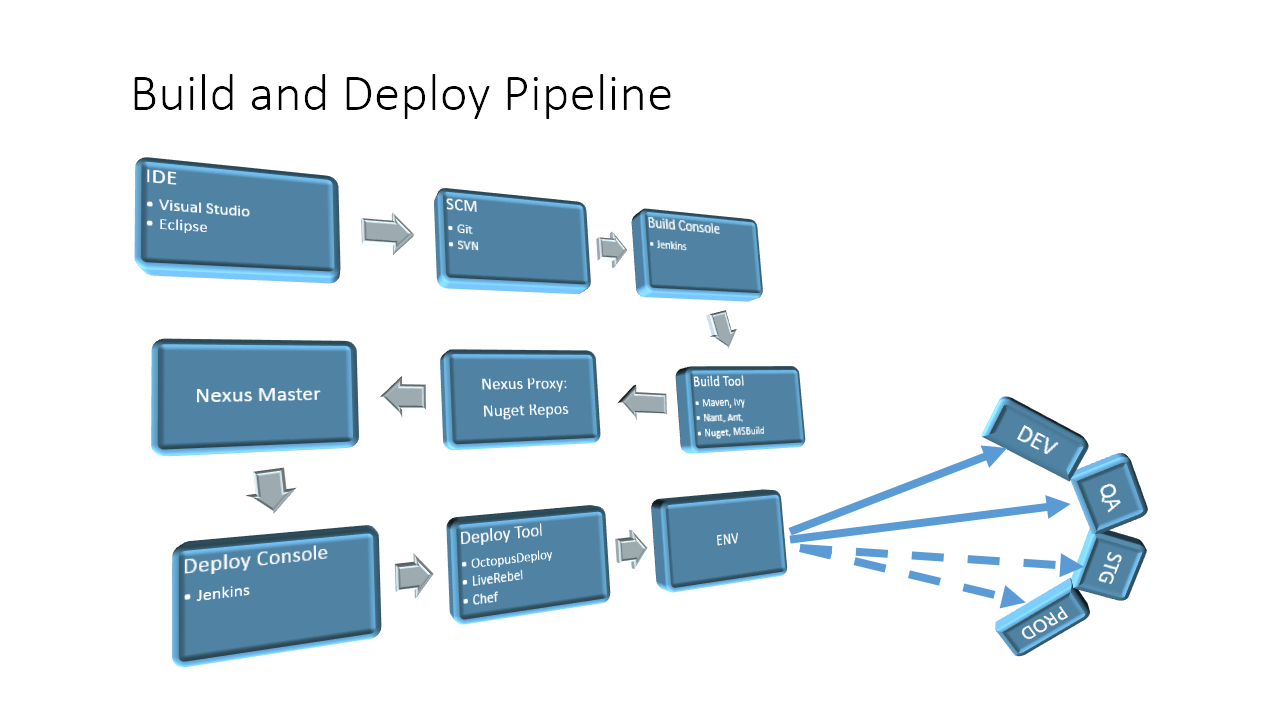 Build and Deploy Pipeline
IDE
• Visual Studio
• Eclipse
SCM
• Git
• SVN
Build Console
• Jenkins
Build Tool
• Maven, Ivy
• Nant, Ant,
• Nuget, MSBuild
Nexus Proxy:
Nuget Repos
Nexus Master
Deploy Console
• Jenkins
Deploy Tool
• OctopusDeploy
• LiveRebel
• Chef
ENV
DEV
QA
STG
PROD